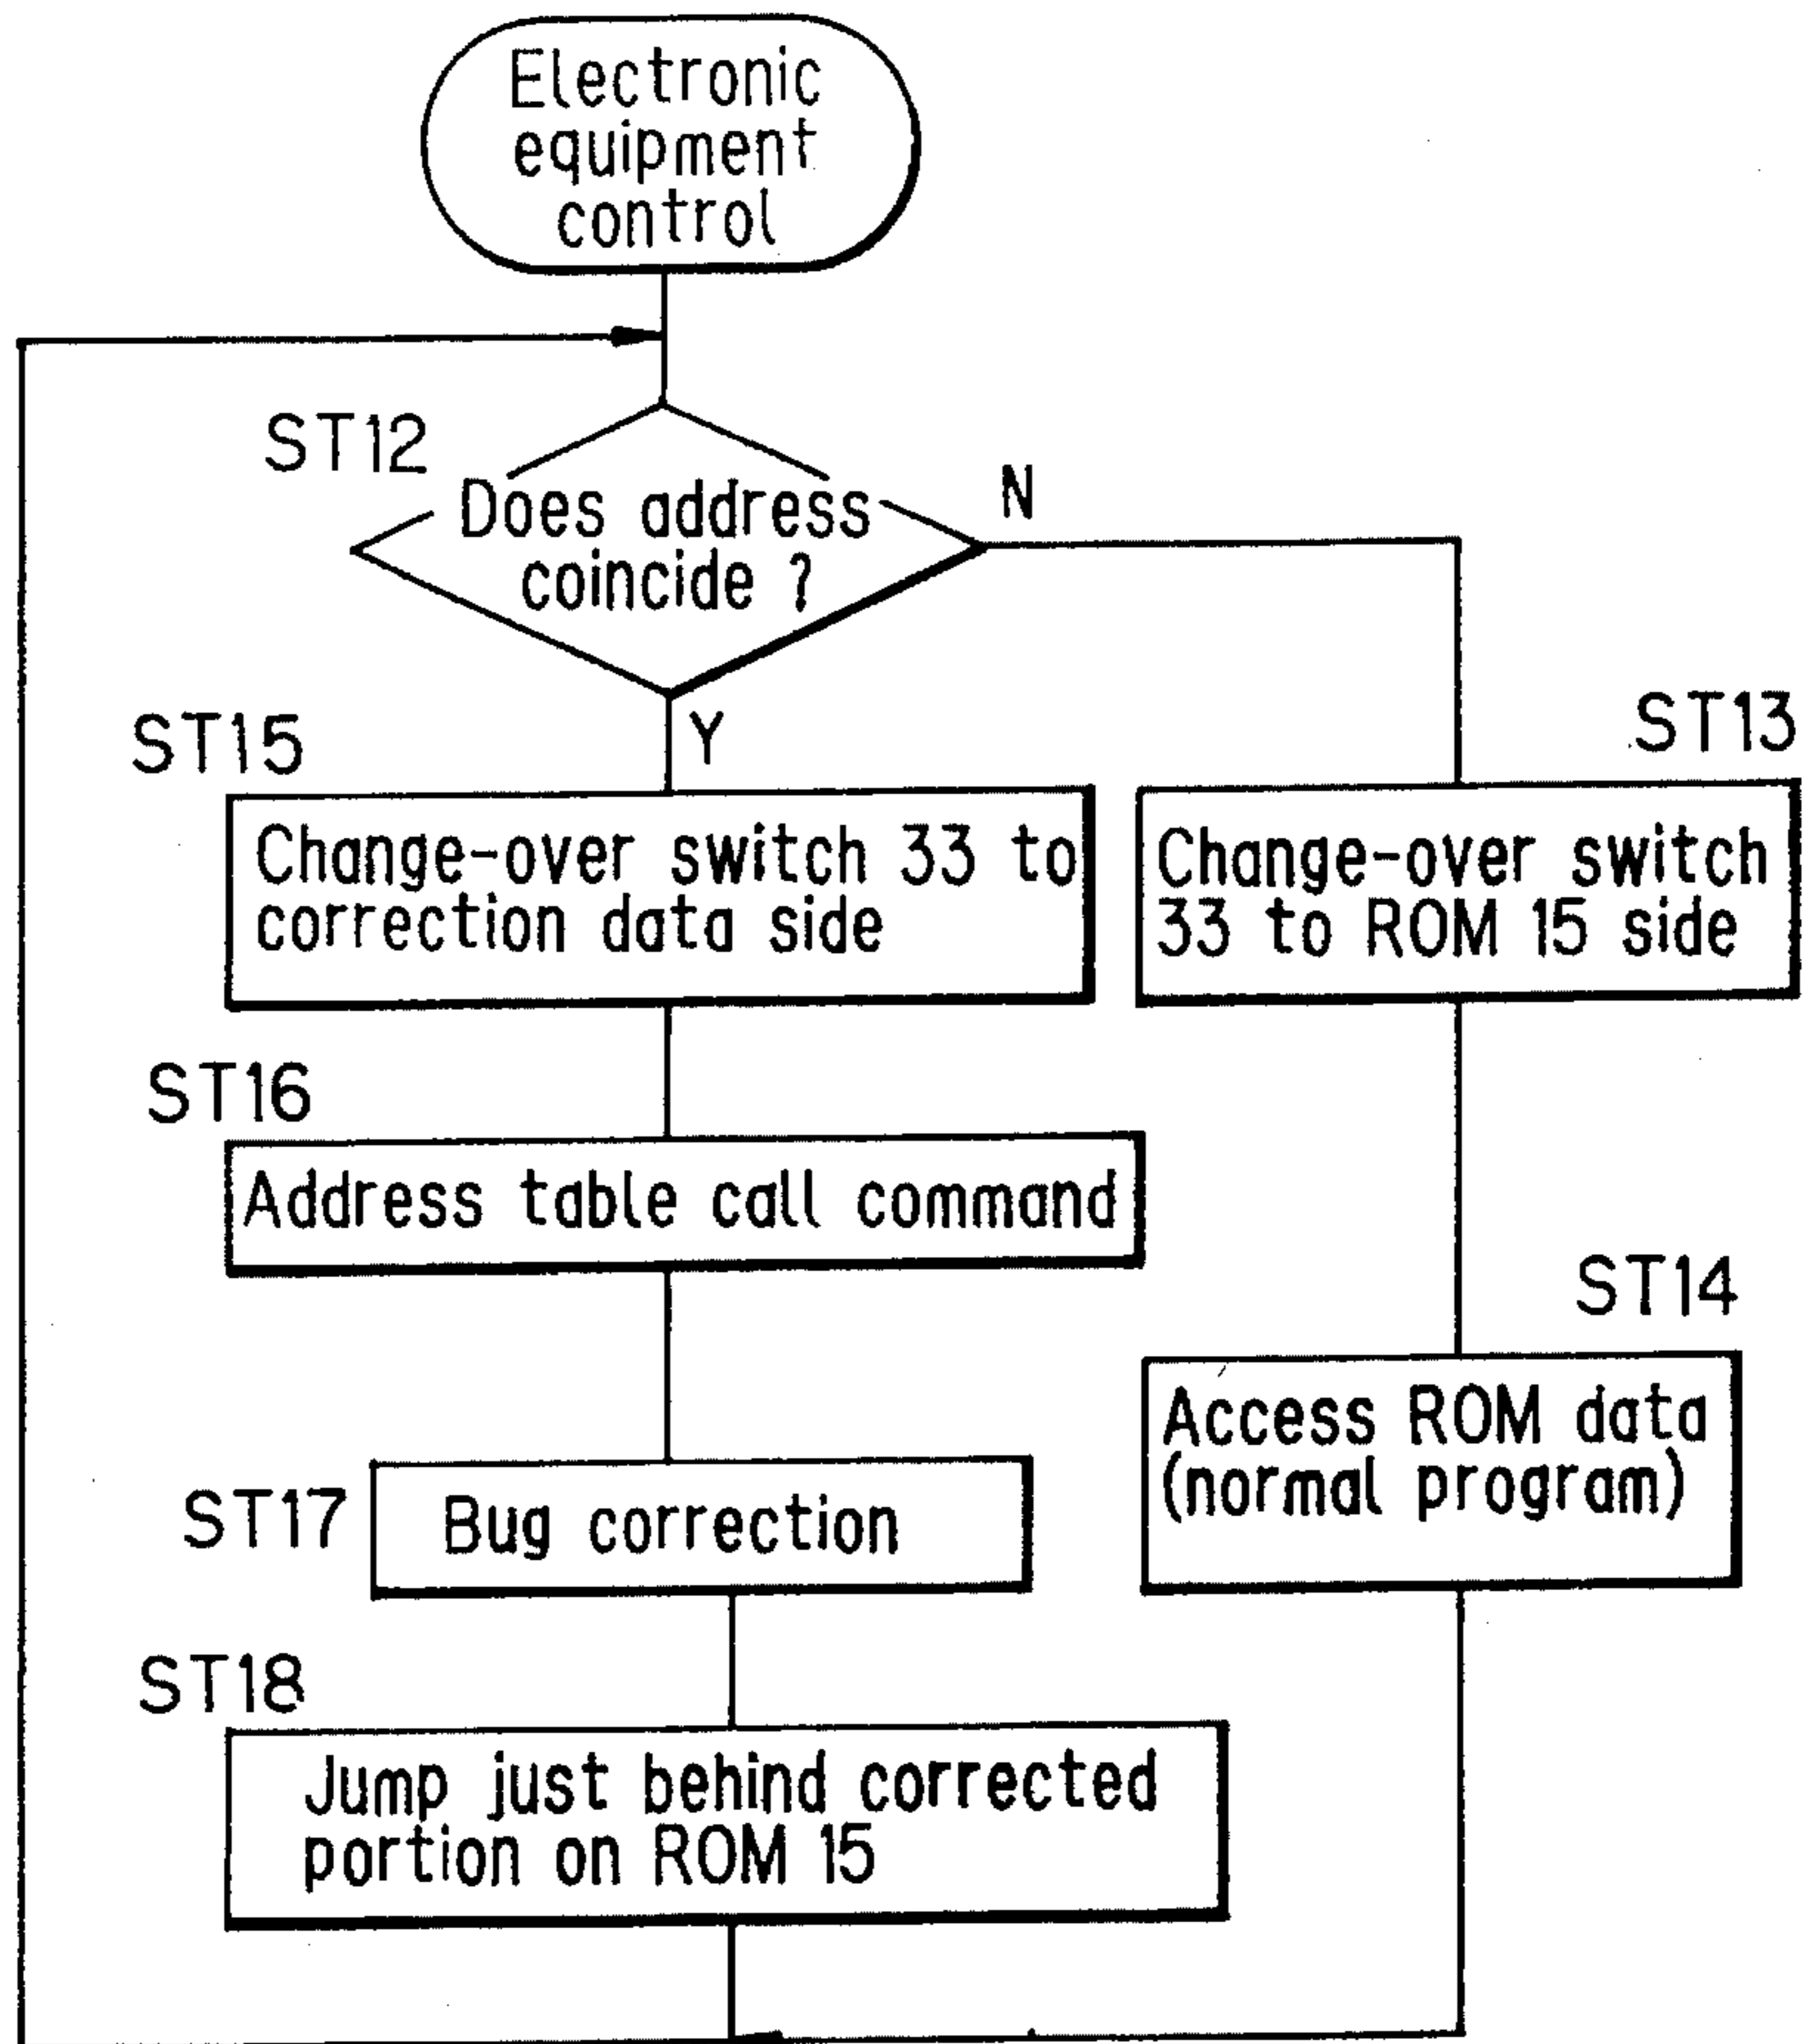 Electronic
equipment
control
ST12
Does address
coincide ?
N
Y
ST15
Change-over switch 33 to
correction data side
ST13
Change-over switch
33 to ROM 15 side
ST16
Address table call command
ST14
Access ROM data
(normal program)
ST17
Bug correction
ST18
Jump just behind corrected
portion on ROM 15